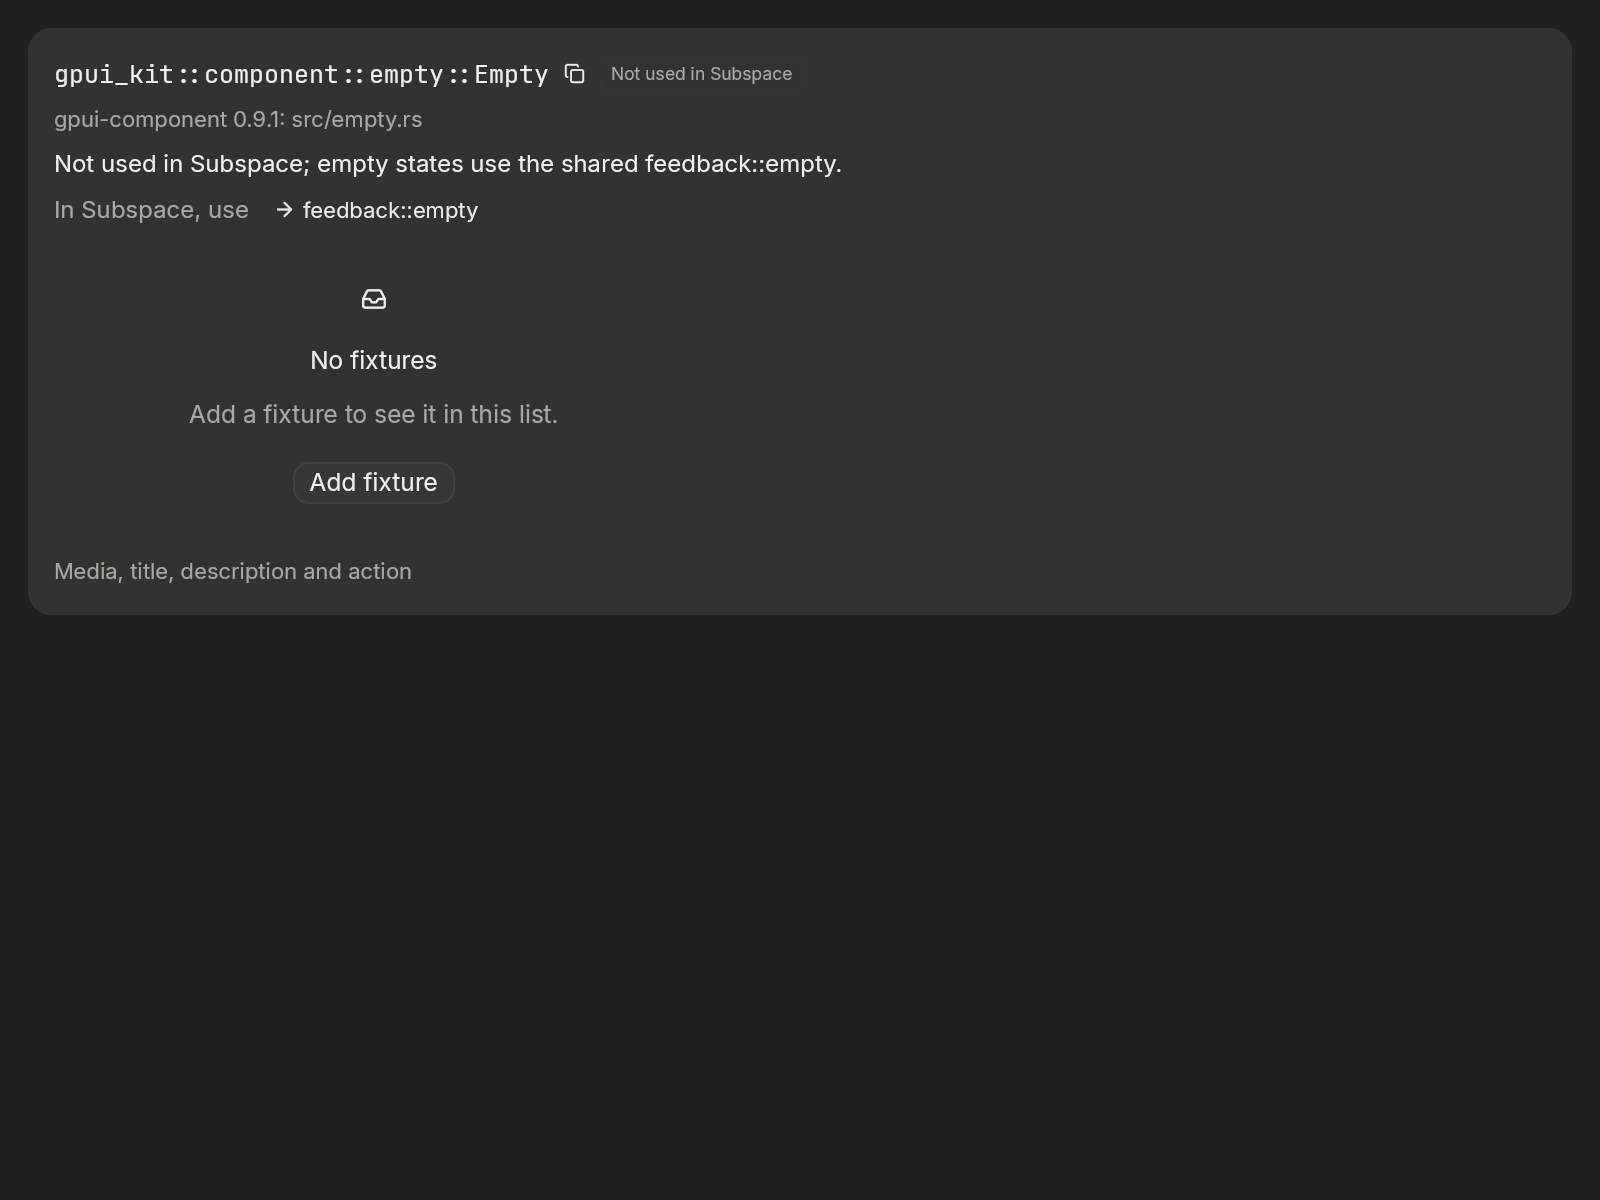 gpui_kit::component::empty::Empty Not used in Subspace
gpui-component 0.9.1: src/empty.rs
Not used in Subspace; empty states use the shared feedback::empty.
In Subspace, use → feedback::empty
No fixtures
Add a fixture to see it in this list.
Add fixture
Media, title, description and action